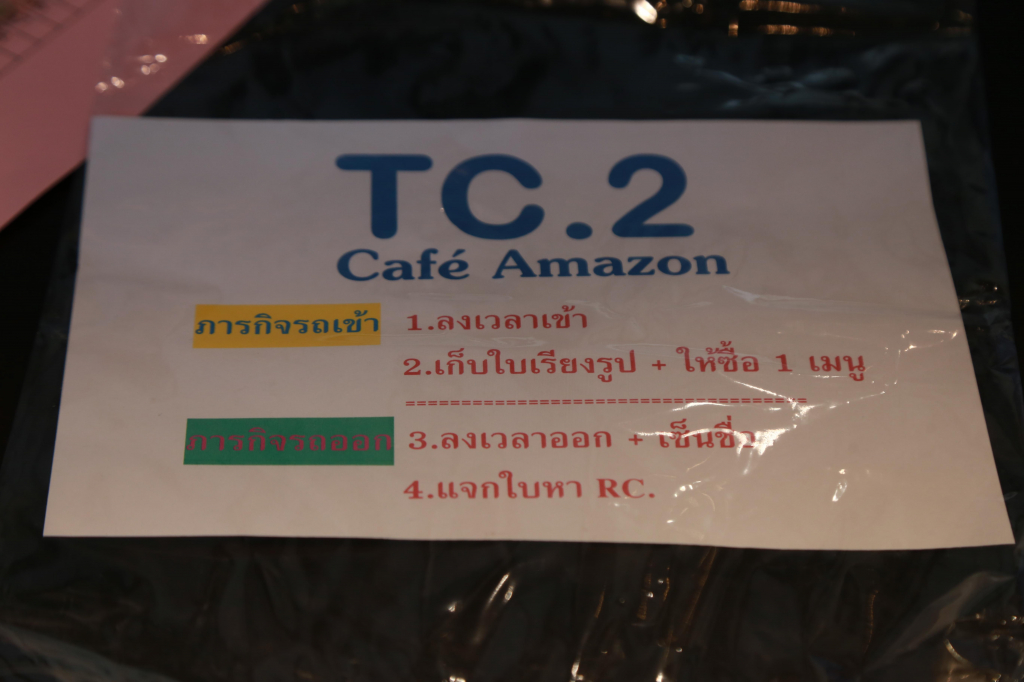 TC.2
Café Amazon
ภารกิจรถเข้า 1.ลงเวลาเข้า
2.เก็บใบเรียงรูป + ให้ซื้อ 1 เมนู
====================================
ภารกิจรถออก 3.ลงเวลาออก + เซ็นชื่อ
4.แจกใบหา RC.